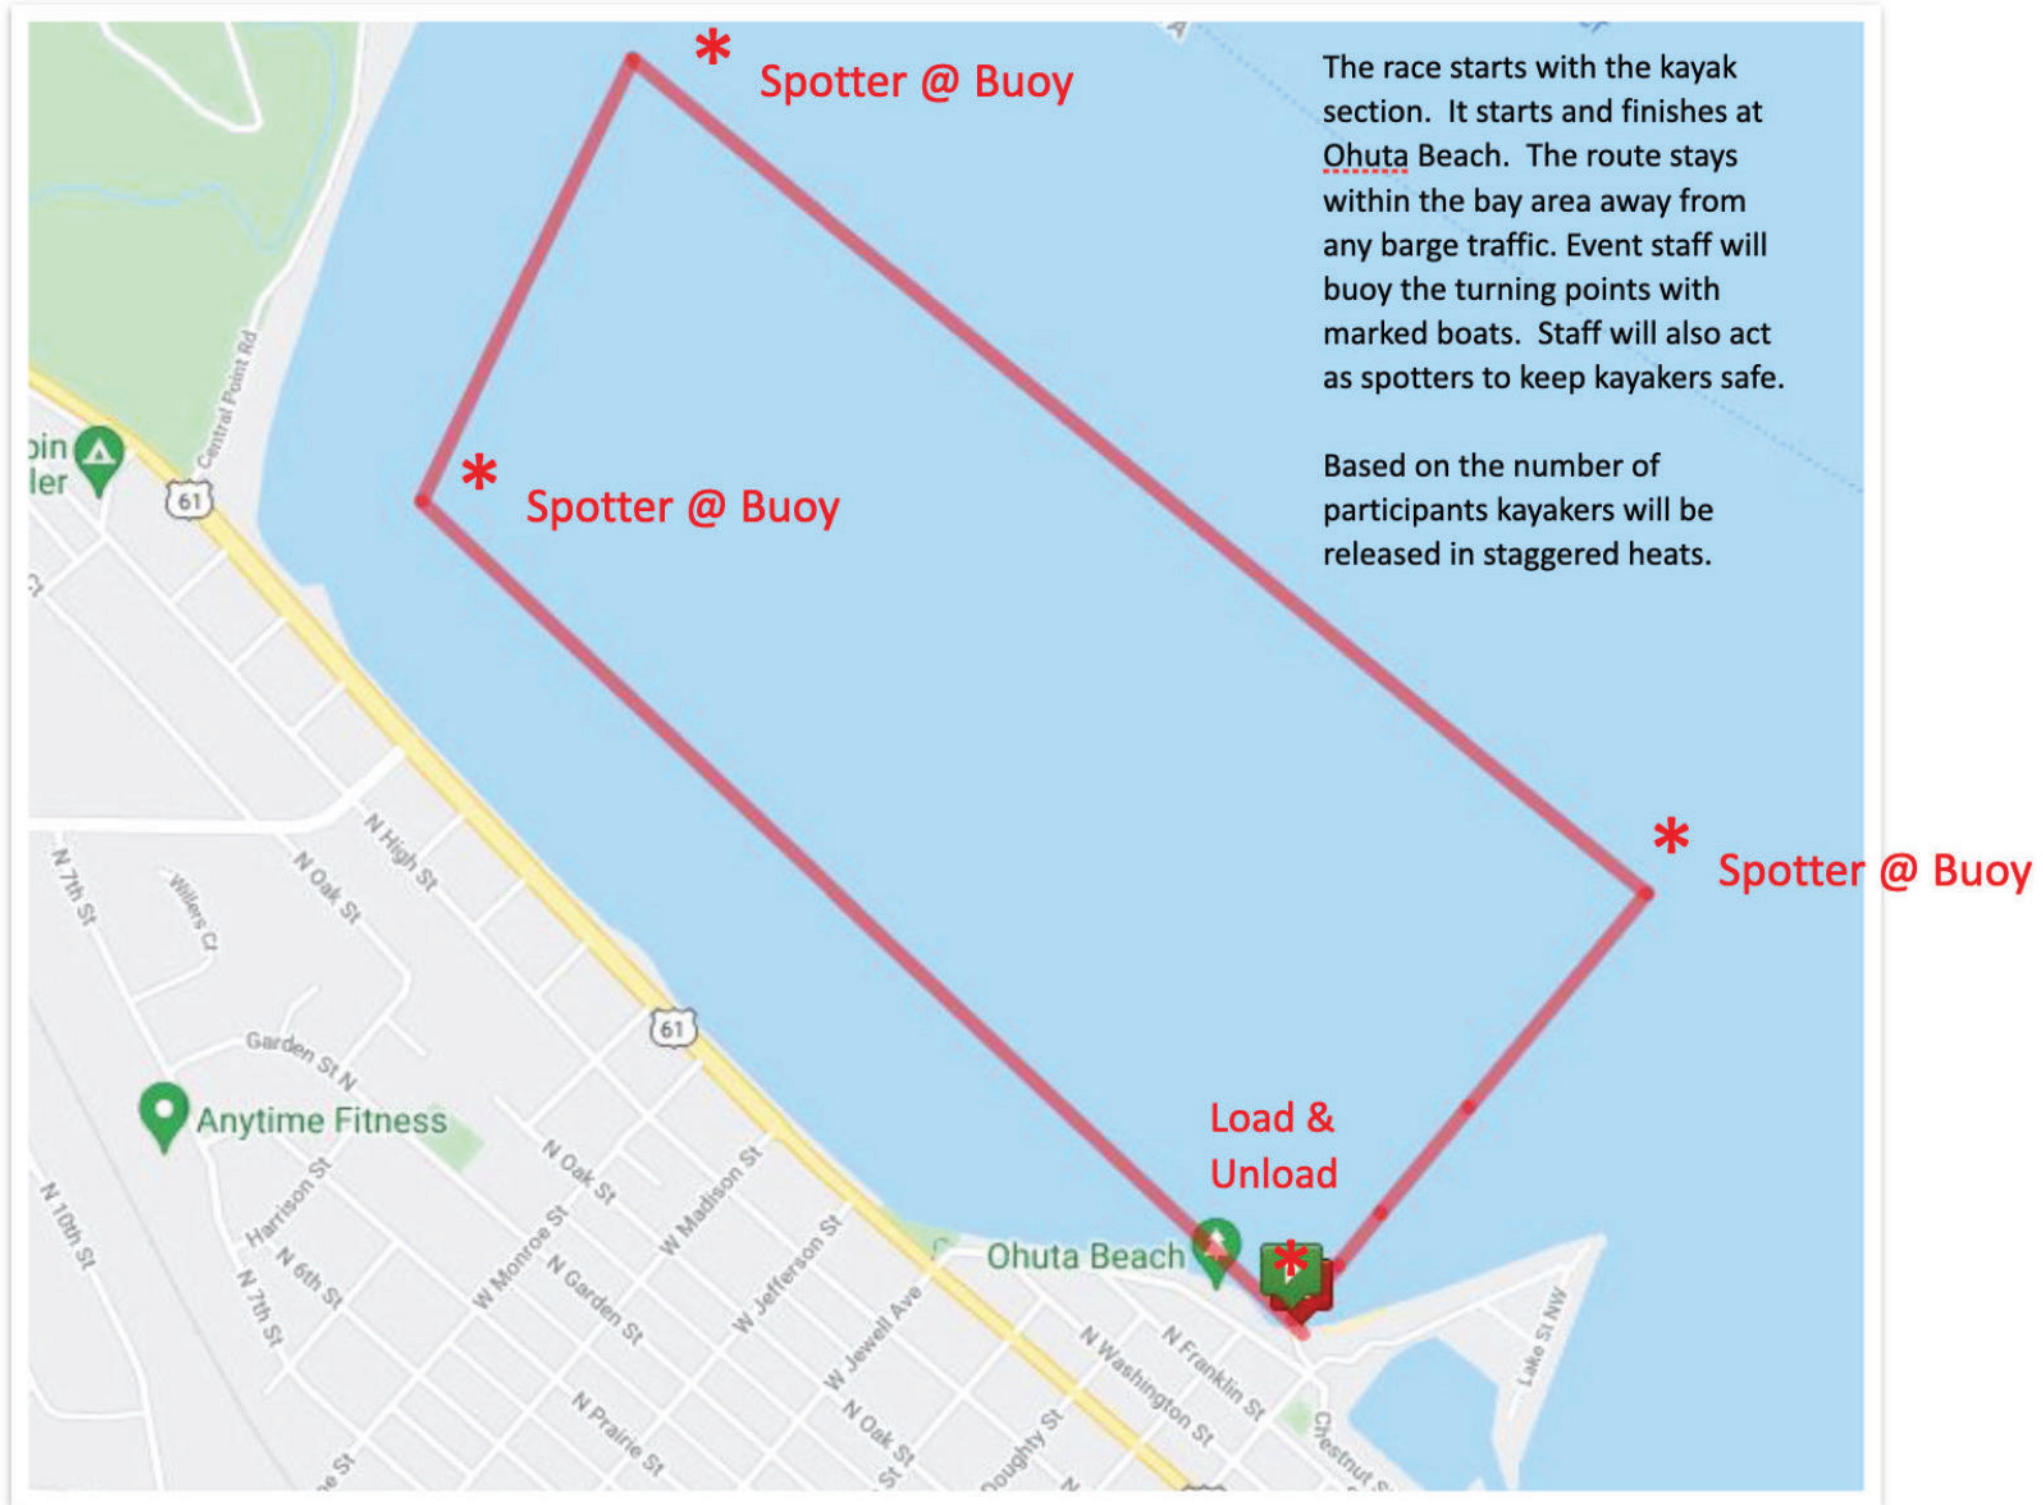 Spotter @ Buoy
The race starts with the kayak
section. It starts and finishes at
Ohuta Beach. The route stays
within the bay area away from
any barge traffic. Event staff will
buoy the turning points with
marked boats. Staff will also act
as spotters to keep kayakers safe.
Based on the number of
participants kayakers will be
released in staggered heats.
Central Point Rd
61
Spotter @ Buoy
Spotter @ Buoy
N High St
N Oak St
N 7th St
Willers Ct
61
Garden St N
Anytime Fitness
Load &
Unload
N Oak St
W Madison St
Harrison St
N 10th St
N 6th St
N 7th St
W Monroe St
N Garden St
W Jefferson St
W Jewell Ave
Ohuta Beach
N Washington St
N Franklin St
Lake St NW
N Prairie St
N Oak St
Doughty St
Chestnut S
St
N